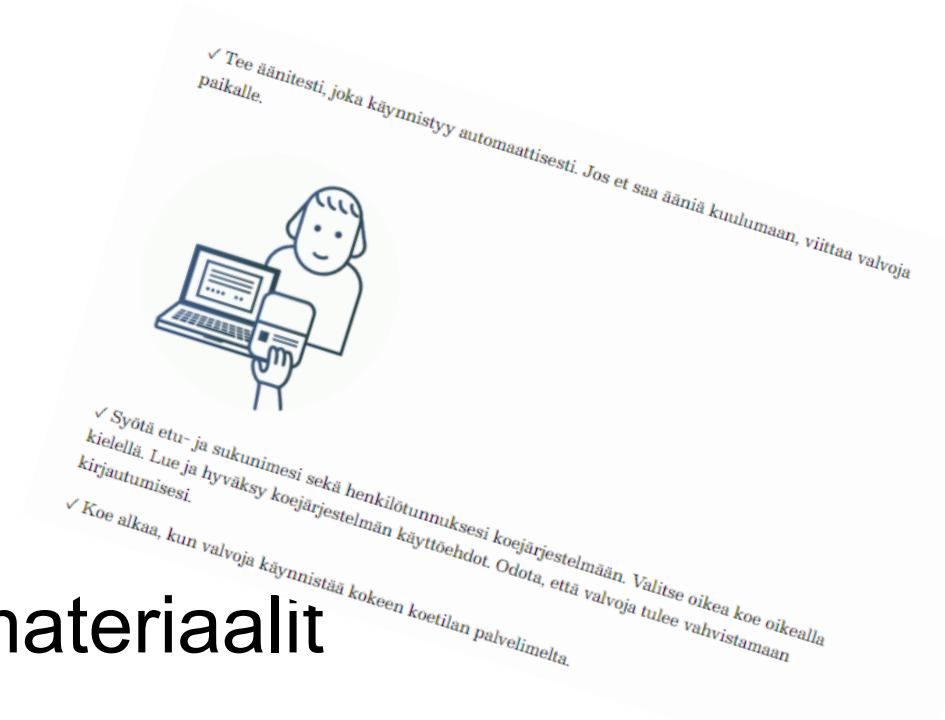 ✓ Tee äänitesti, joka käynnistyy automaattisesti. Jos et saa ääniä kuulumaan, viittaa valvoja
paikalle.
✓ Syötä etu- ja sukunimesi sekä henkilötunnuksesi koejärjestelmään. Valitse oikea koe oikealla
kielellä. Lue ja hyväksy koejärjestelmän käyttöehdot. Odota, että valvoja tulee vahvistamaan
kirjautumisesi.
✓ Koe alkaa, kun valvoja käynnistää kokeen koetilan palvelimelta.
materiaalit